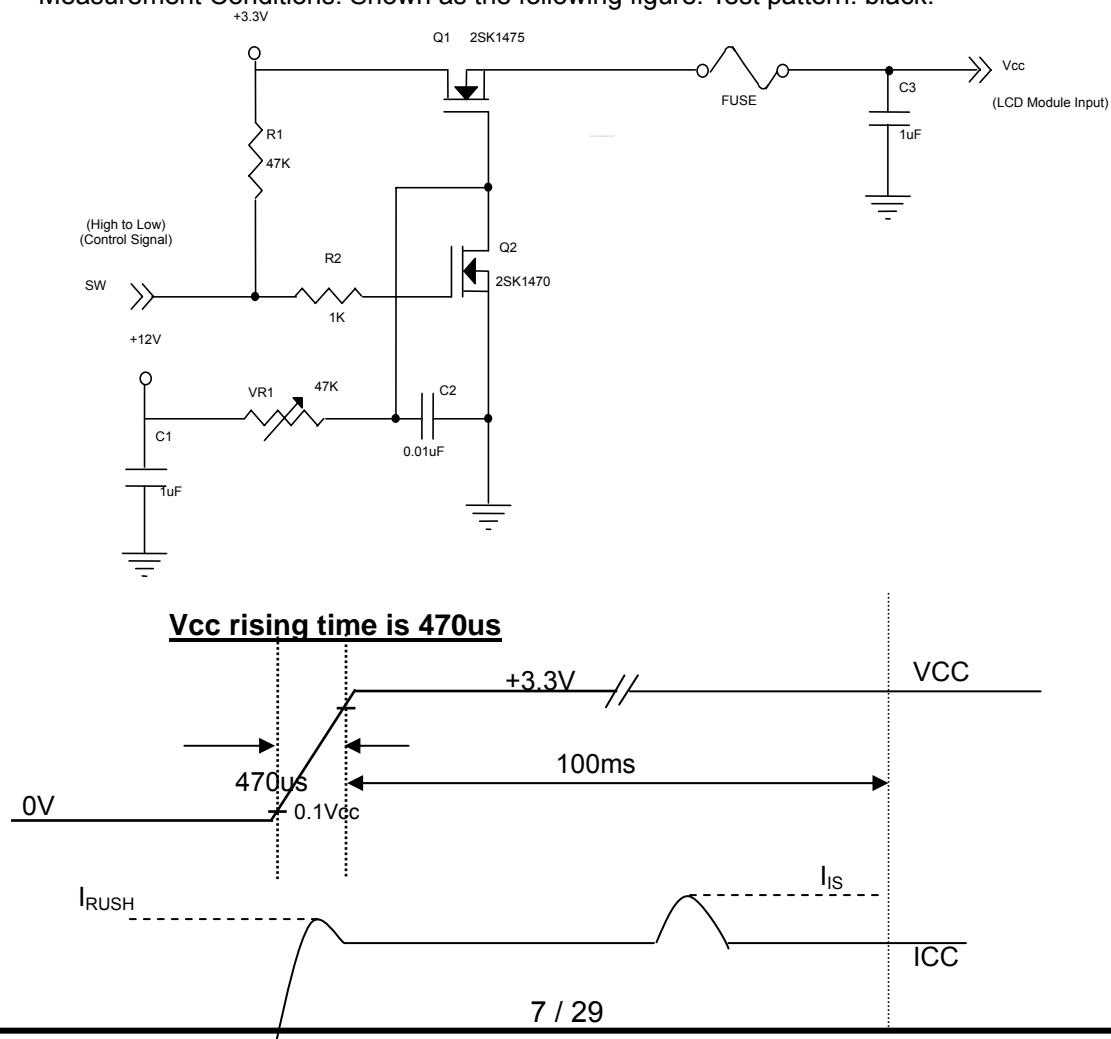 Measurement Conditions: Shown as the following figure. Test pattern: black.
+3.3V
Q1 2SK1475
Vcc
FUSE
C3
(LCD Module Input)
1uF
R1
47K
(High to Low)
(Control Signal)
Q2
R2
2SK1470
SW
1K
+12V
VR1
47K
C2
C1
0.01uF
1uF
Vcc rising time is 470us
+3.3V
VCC
470us
100ms
0V
0.1Vcc
IRUSH
IIS
ICC
7 / 29